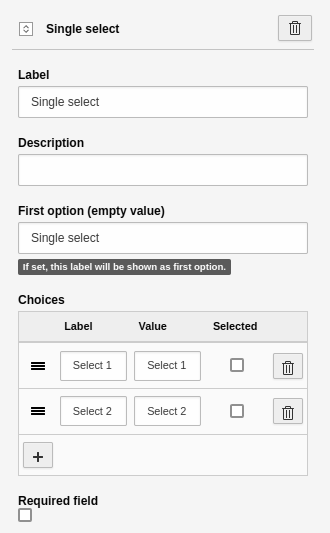 Single select
Label
Single select
Description
First option (empty value)
Single select
If set, this label will be shown as first option.
Choices
Label Value Selected
Select 1 Select 1
Select 2 Select 2
+
Required field